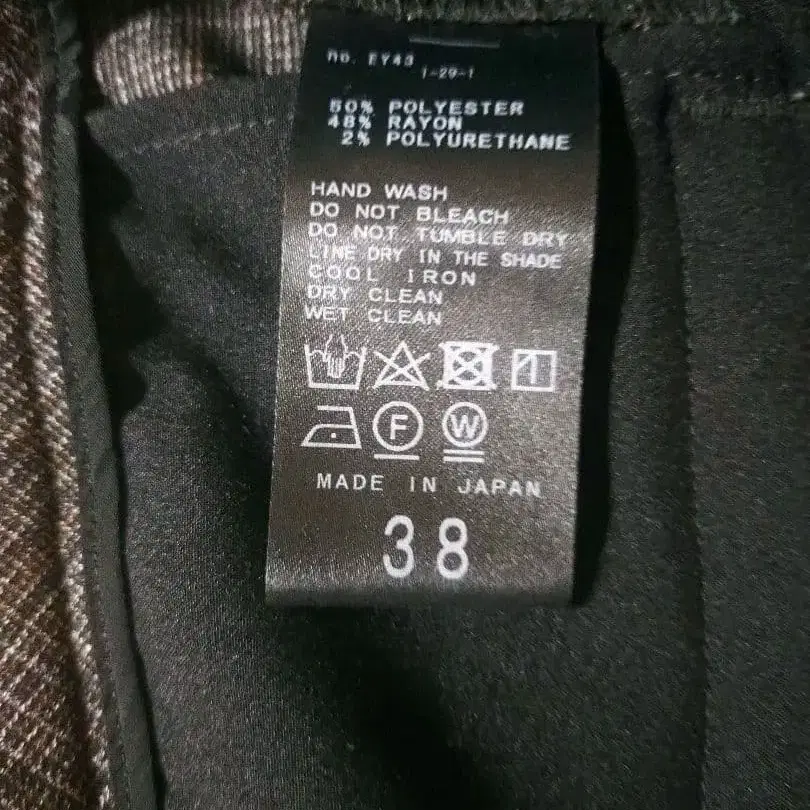 no. EY43
1-29-1
50% POLYESTER
48% RAYON
2% POLYURETHANE
HAND WASH
DO NOT BLEACH
DO NOT TUMBLE DRY
LINE DRY IN THE SHADE
COOL IRON
DRY CLEAN
WET CLEAN
F W
MADE IN JAPAN
38